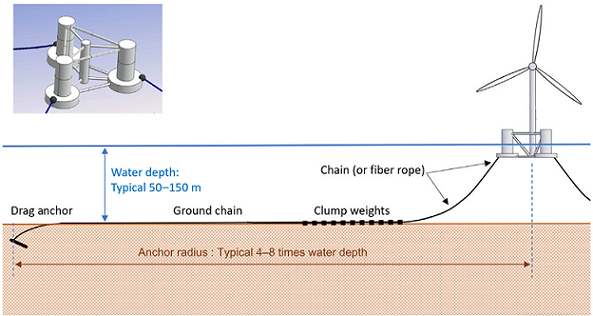 Water depth:
Typical 50–150 m
Chain (or fiber rope)
Drag anchor
Ground chain
Clump weights
Anchor radius : Typical 4–8 times water depth